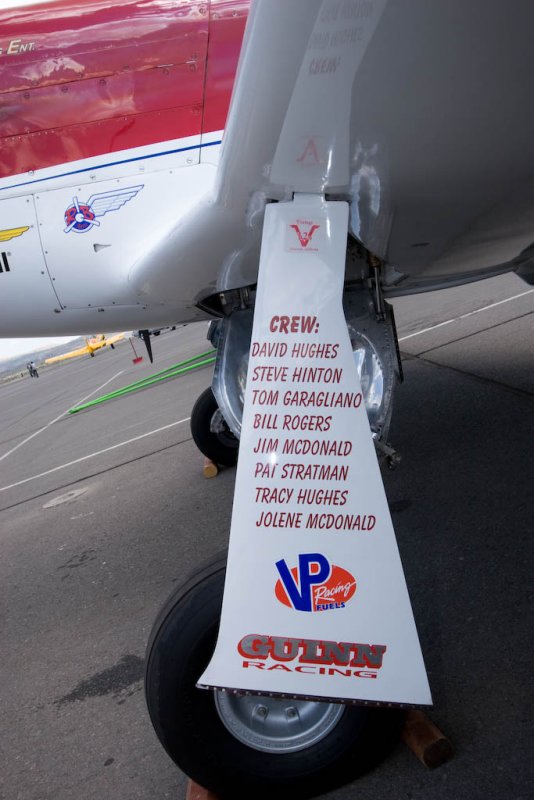 ENT.
CREW:
DAVID HUGHES
STEVE HINTON
TOM GARAGLIANO
BILL ROGERS
JIM MCDONALD
PAT STRATMAN
TRACY HUGHES
JOLENE MCDONALD
VP
Racing
FUELS
GUINN
RACING